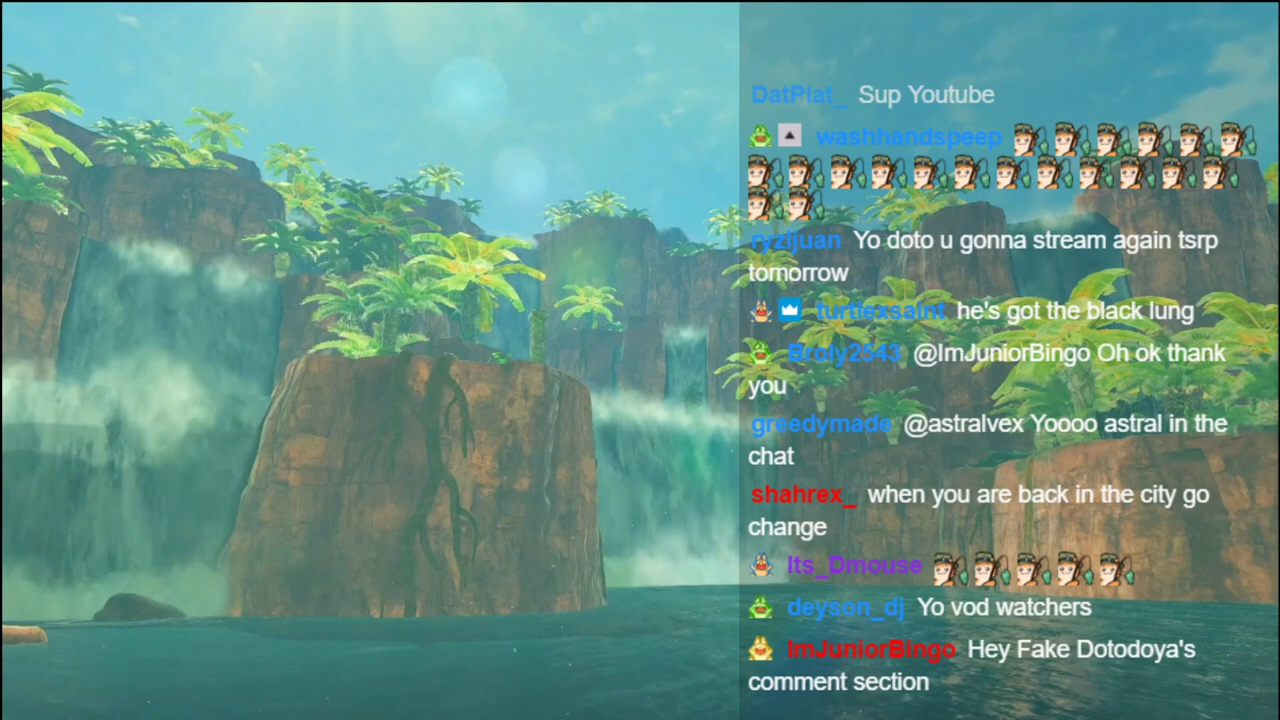 DatPlat_ Sup Youtube
washhandspeep
ryzijuan Yo doto u gonna stream again tsrp
tomorrow
turtlexsaint he's got the black lung
Broly2543 @ImJuniorBingo Oh ok thank
you
greedymade @astralvex Yoooo astral in the
chat
shahrex_ when you are back in the city go
change
Its_Dmouse
deyson_dj Yo vod watchers
ImJuniorBingo Hey Fake Dotodoya's
comment section